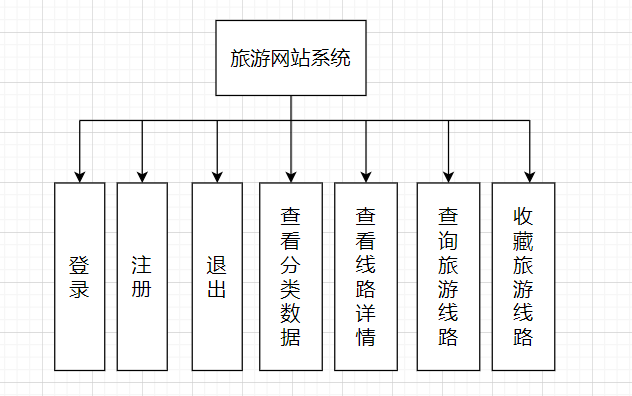 旅游网站系统
登录
注册
退出
查看分类数据
查看线路详情
查询旅游线路
收藏旅游线路